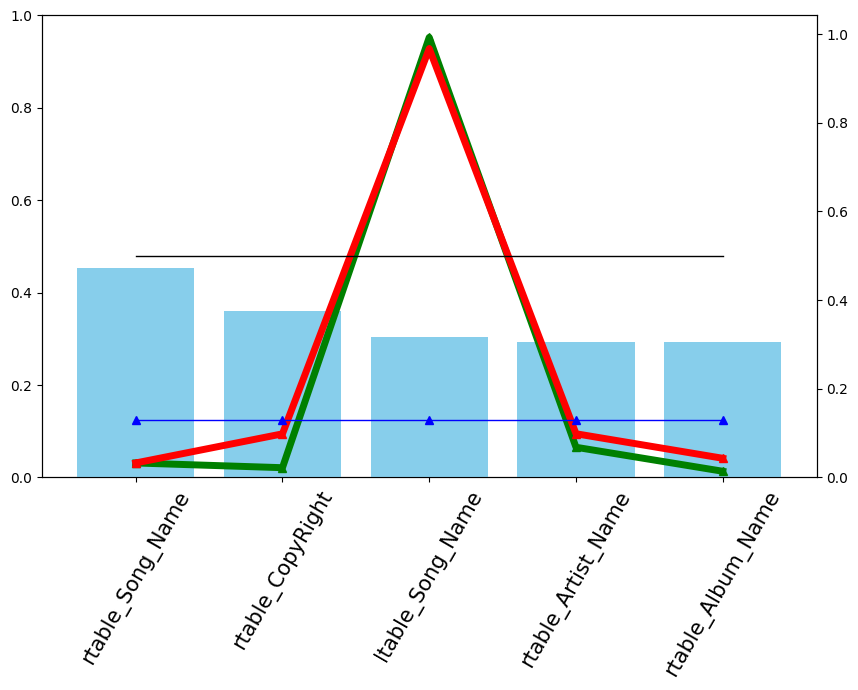 1.0
0.8
0.6
0.4
0.2
0.0
1.0
0.8
0.6
0.4
0.2
0.0
rtable_Song_Name
rtable_CopyRight
ltable_Song_Name
rtable_Artist_Name
rtable_Album_Name